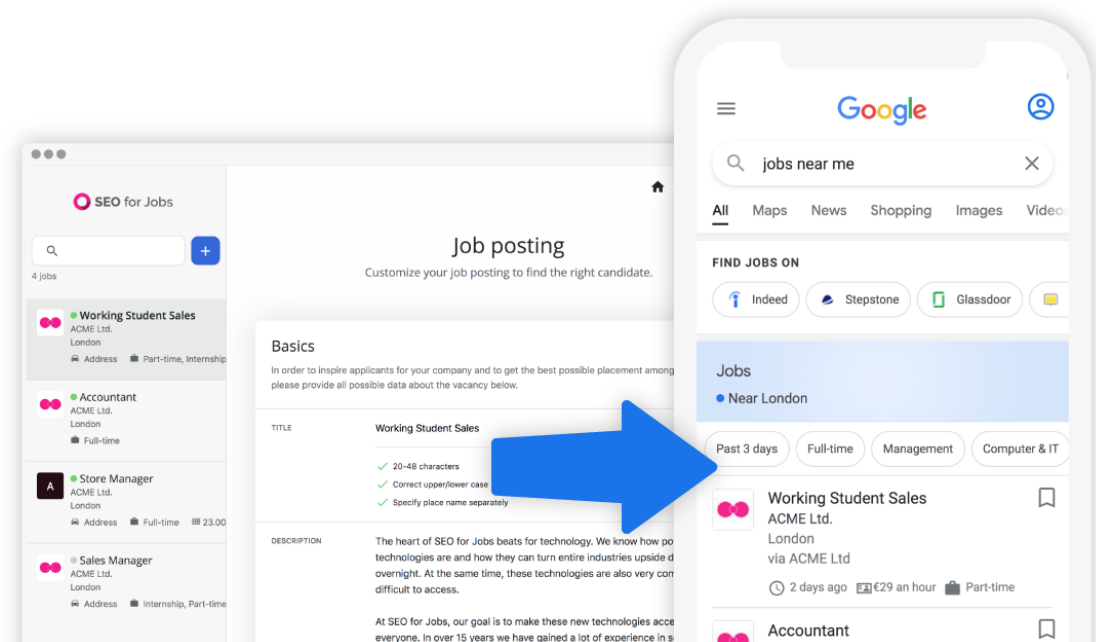 SEO for Jobs
4 jobs
Working Student Sales
ACME Ltd.
London
Address Part-time, Internship
Accountant
ACME Ltd.
London
Full-time
A
Store Manager
ACME Ltd.
London
Address Full-time 23.00
Sales Manager
ACME Ltd.
London
Address Internship, Part-time
Job posting
Customize your job posting to find the right candidate.
Basics
In order to inspire applicants for your company and to get the best possible placement among
please provide all possible data about the vacancy below.
TITLE
Working Student Sales
20-48 characters
Correct upper/lower case
Specify place name separately
DESCRIPTION
The heart of SEO for Jobs beats for technology. We know how po
technologies are and how they can turn entire industries upside d
overnight. At the same time, these technologies are also very com
difficult to access.
At SEO for Jobs, our goal is to make these new technologies acce
everyone. In over 15 years we have gained a lot of experience in s
Google
jobs near me
All Maps News Shopping Images Videos
FIND JOBS ON
Indeed Stepstone Glassdoor
Jobs
Near London
Past 3 days Full-time Management Computer & IT
Working Student Sales
ACME Ltd.
London
via ACME Ltd
2 days ago €29 an hour Part-time
Accountant